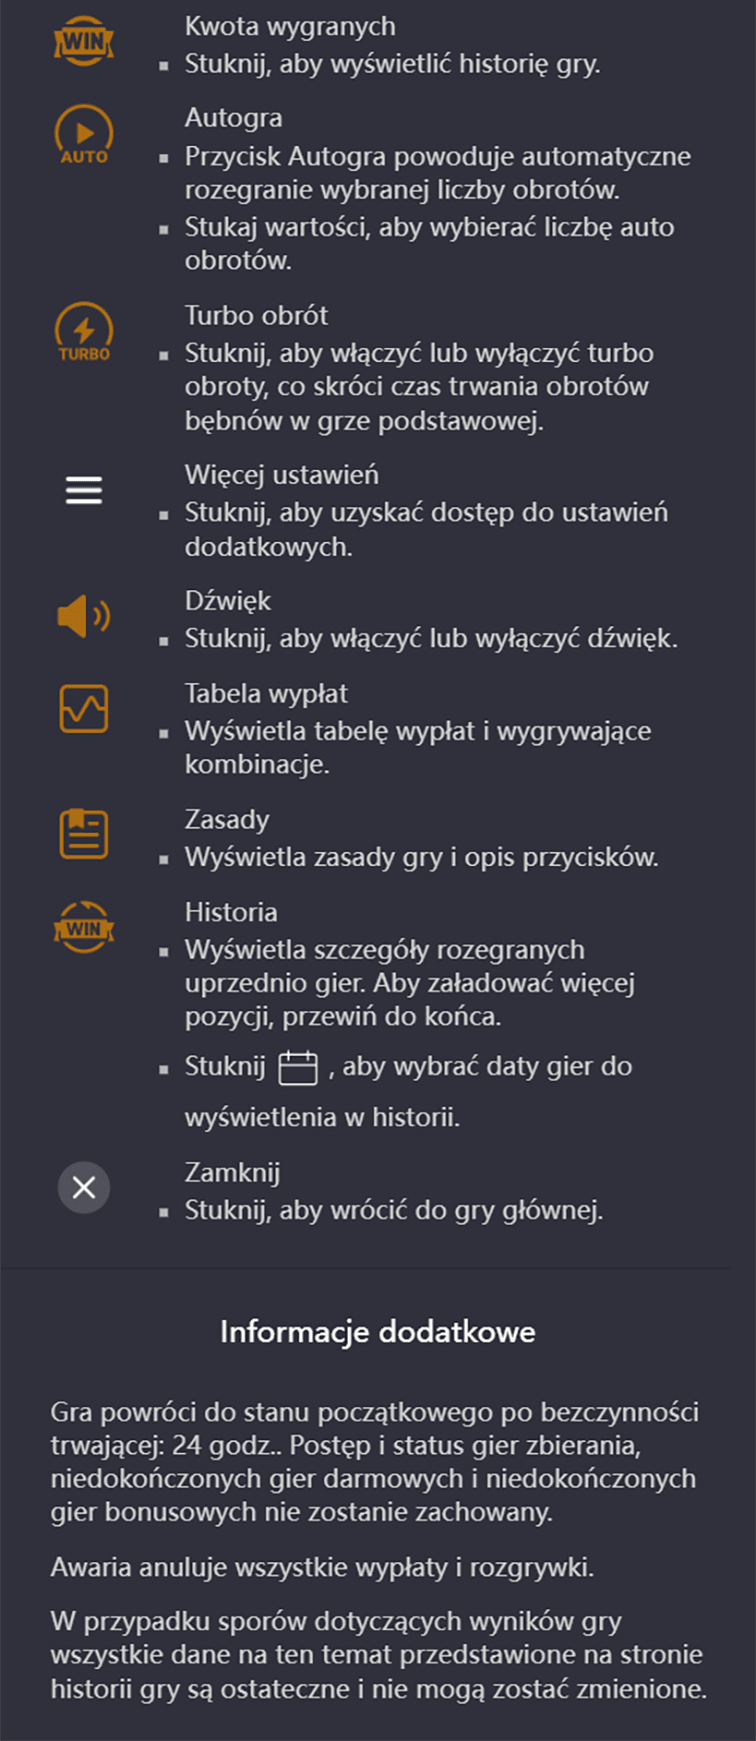 WIN
Kwota wygranych
▪ Stuknij, aby wyświetlić historię gry.
AUTO
Autogra
▪ Przycisk Autogra powoduje automatyczne
rozegranie wybranej liczby obrotów.
▪ Stukaj wartości, aby wybierać liczbę auto
obrotów.
TURBO
Turbo obrót
▪ Stuknij, aby włączyć lub wyłączyć turbo
obroty, co skróci czas trwania obrotów
bębnów w grze podstawowej.
Więcej ustawień
▪ Stuknij, aby uzyskać dostęp do ustawień
dodatkowych.
Dźwięk
▪ Stuknij, aby włączyć lub wyłączyć dźwięk.
Tabela wypłat
▪ Wyświetla tabelę wypłat i wygrywające
kombinacje.
Zasady
▪ Wyświetla zasady gry i opis przycisków.
WIN
Historia
▪ Wyświetla szczegóły rozegranych
uprzednio gier. Aby załadować więcej
pozycji, przewiń do końca.
▪ Stuknij , aby wybrać daty gier do
wyświetlenia w historii.
Zamknij
▪ Stuknij, aby wrócić do gry głównej.
Informacje dodatkowe
Gra powróci do stanu początkowego po bezczynności
trwającej: 24 godz.. Postęp i status gier zbierania,
niedokończonych gier darmowych i niedokończonych
gier bonusowych nie zostanie zachowany.
Awaria anuluje wszystkie wypłaty i rozgrywki.
W przypadku sporów dotyczących wyników gry
wszystkie dane na ten temat przedstawione na stronie
historii gry są ostateczne i nie mogą zostać zmienione.